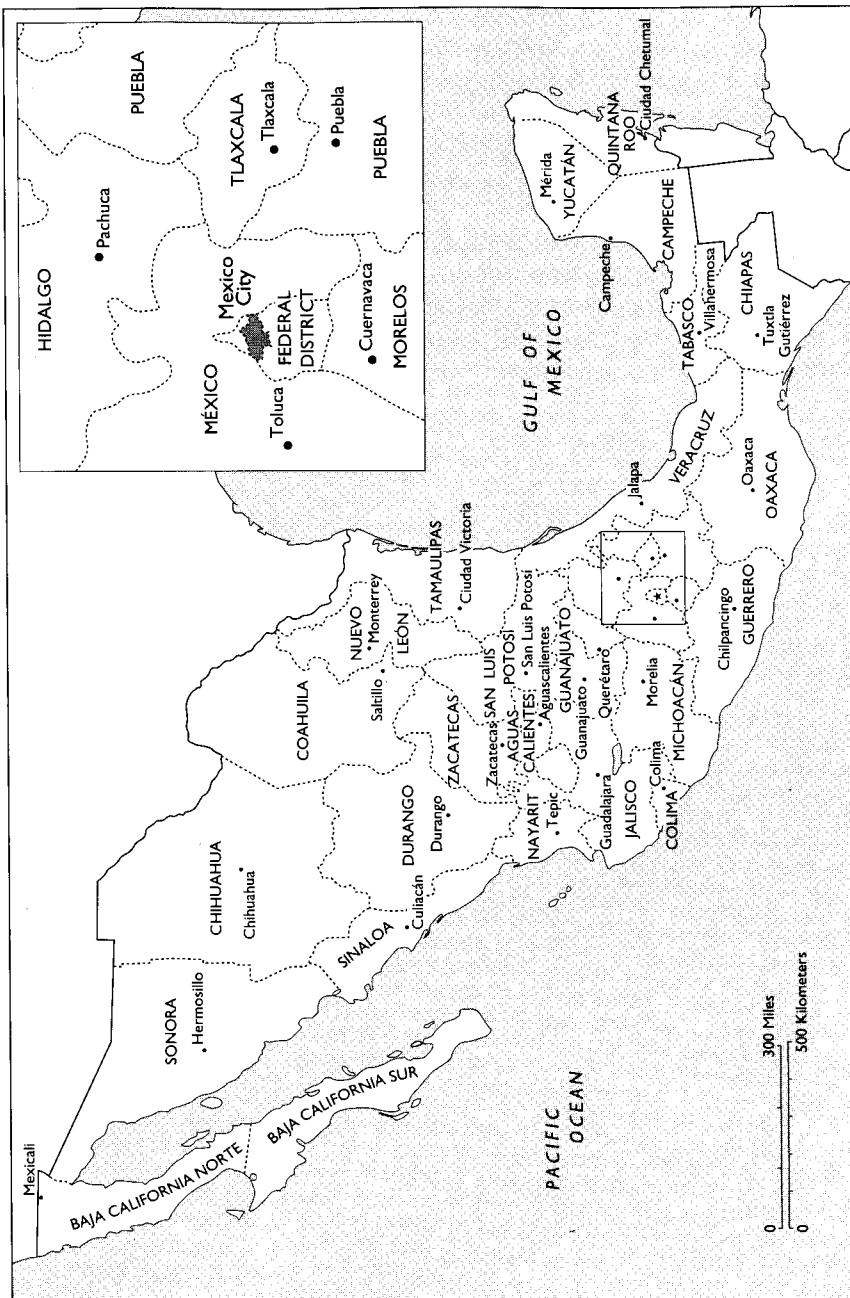 Mexicali
BAJA CALIFORNIA NORTE
BAJA CALIFORNIA SUR
SONORA
Hermosillo
CHIHUAHUA
Chihuahua
COAHUILA
SINALOA
Culiacán
DURANGO
Durango
NUEVO
Monterrey
LEÓN
Saltillo
TAMAULIPAS
Ciudad Victoria
ZACATECAS
Zacatecas
SAN LUIS
POTOSÍ
San Luis Potosí
AGUAS
CALIENTES
Aguascalientes
NAYARIT
Tepic
GUANAJUATO
Guanajuato
Querétaro
Guadalajara
JALISCO
Colima
COLIMA
Morelia
MICHOACÁN
Chilpancingo
GUERRERO
Jalapa
VERACRUZ
Oaxaca
OAXACA
TABASCO
Villahermosa
CHIAPAS
Tuxtla
Gutiérrez
Campeche
CAMPECHE
Mérida
YUCATÁN
QUINTANA
ROO
Ciudad Chetumal
GULF OF
MEXICO
PACIFIC
OCEAN
0 300 Miles
0 500 Kilometers
HIDALGO
Pachuca
PUEBLA
TLAXCALA
Tlaxcala
Puebla
PUEBLA
MÉXICO
Mexico
City
FEDERAL
DISTRICT
Toluca
Cuernavaca
MORELOS